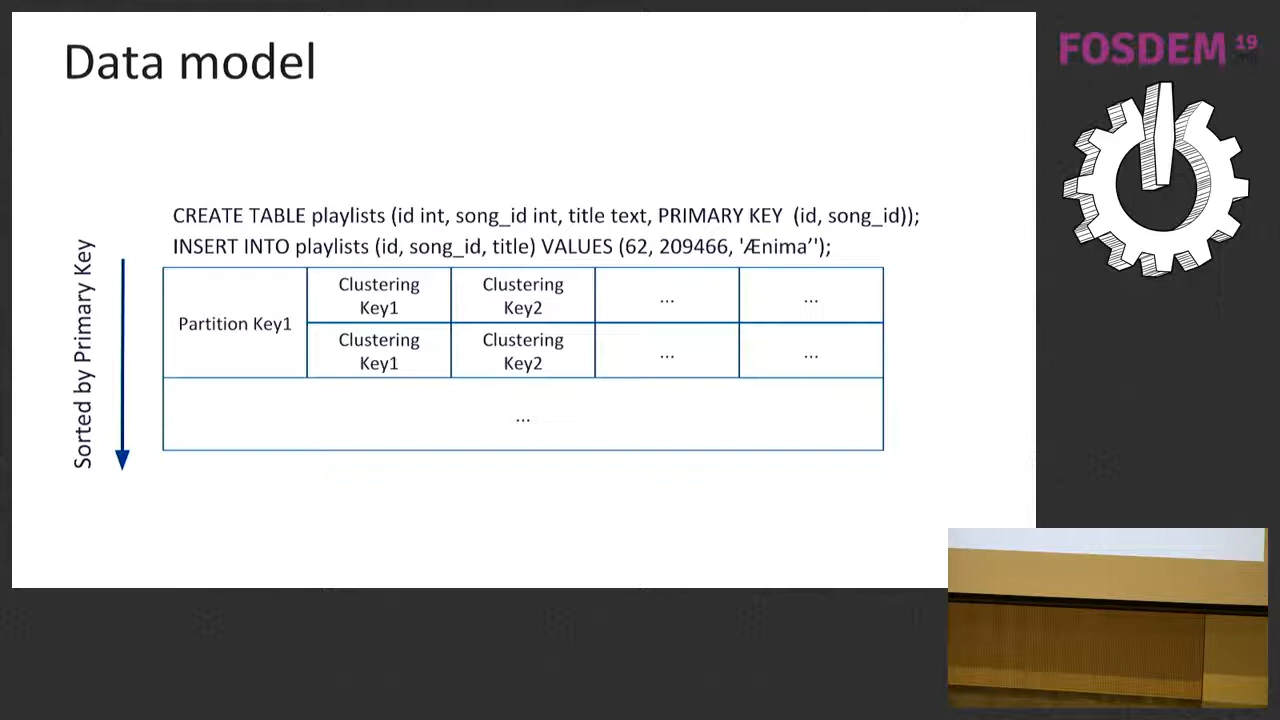 Data model
FOSDEM 19
CREATE TABLE playlists (id int, song_id int, title text, PRIMARY KEY (id, song_id));
INSERT INTO playlists (id, song_id, title) VALUES (62, 209466, 'Ænima’');
Sorted by Primary Key
Partition Key1
Clustering
Key1
Clustering
Key2
...
...
Clustering
Key1
Clustering
Key2
...
...
...